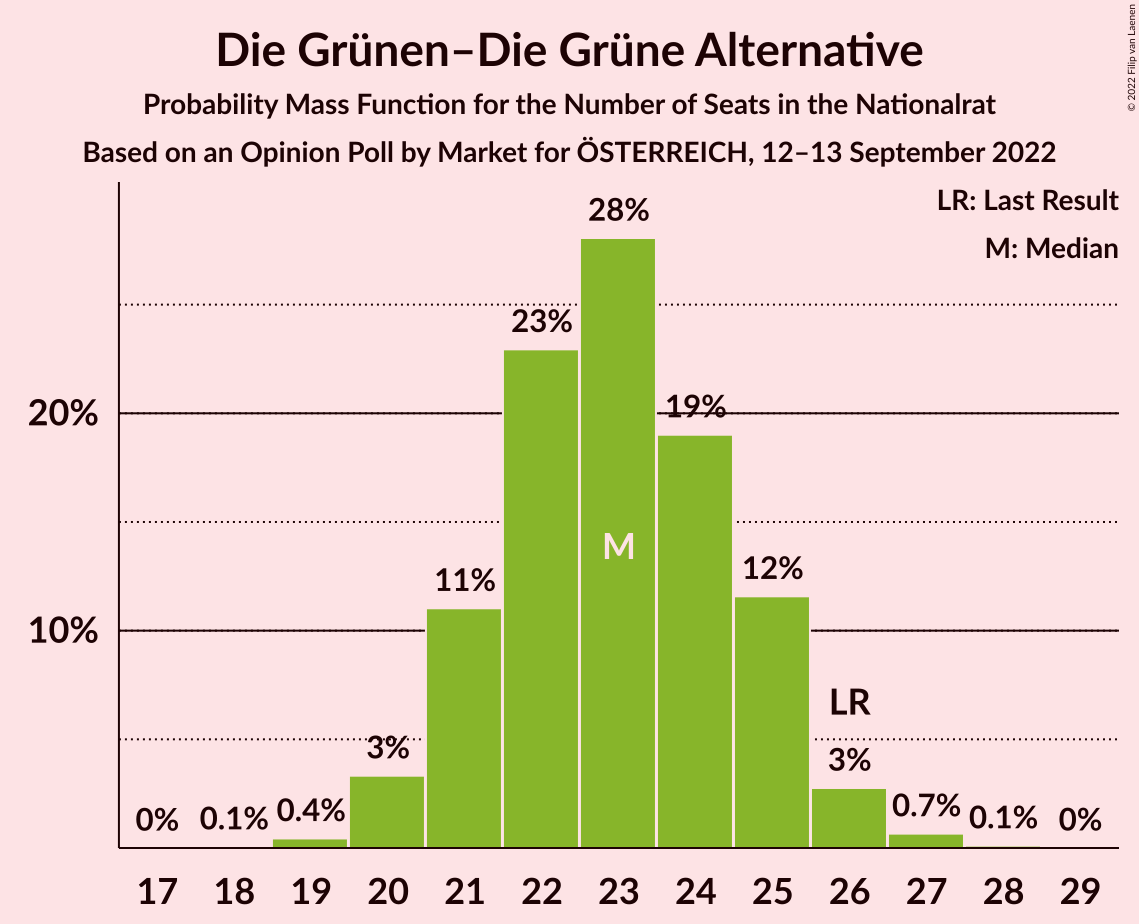 Die Grünen–Die Grüne Alternative
Probability Mass Function for the Number of Seats in the Nationalrat
Based on an Opinion Poll by Market for ÖSTERREICH, 12–13 September 2022
© 2022 Filip van Laenen
LR: Last Result
M: Median
28%
23%
20%
19%
M
11%
12%
10%
LR
3%
3%
0%
0.1%
0.4%
0.7%
0.1%
0%
17 18 19 20 21 22 23 24 25 26 27 28 29